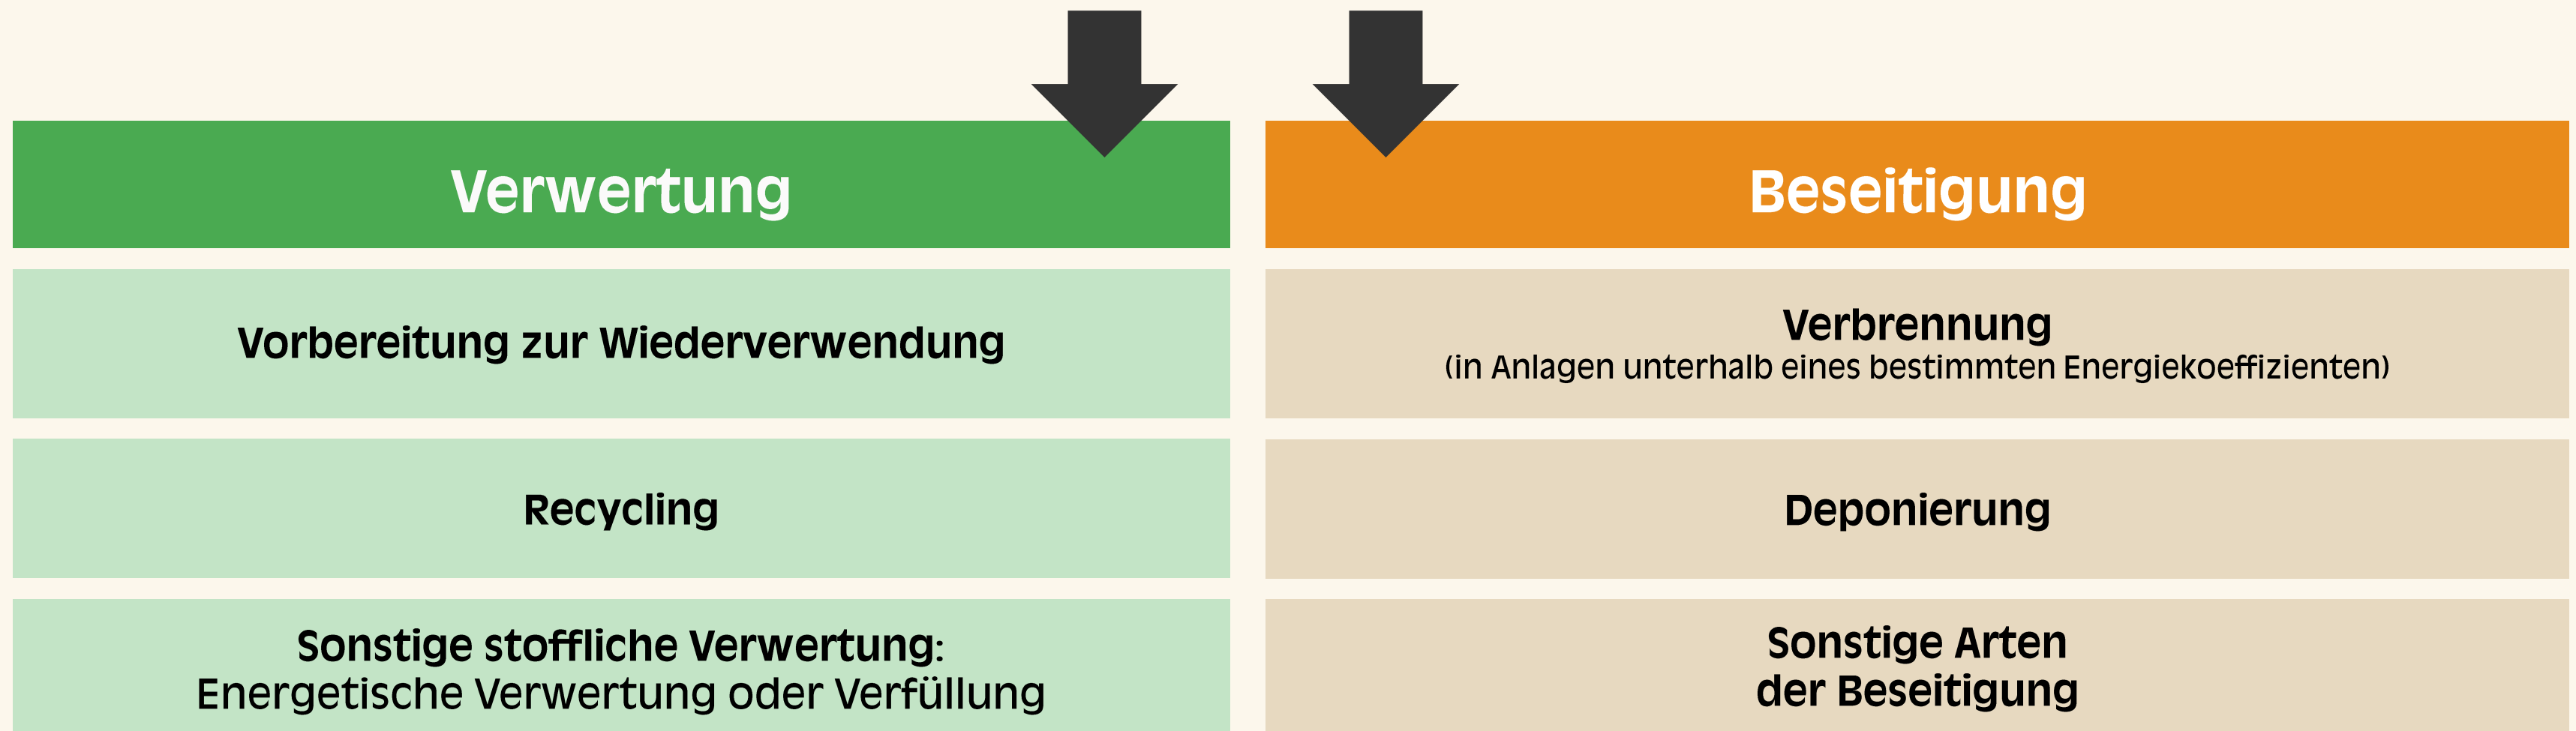 Verwertung
Vorbereitung zur Wiederverwendung
Recycling
Sonstige stoffliche Verwertung:
Energetische Verwertung oder Verfüllung
Beseitigung
Verbrennung
(in Anlagen unterhalb eines bestimmten Energiekoeffizienten)
Deponierung
Sonstige Arten
der Beseitigung